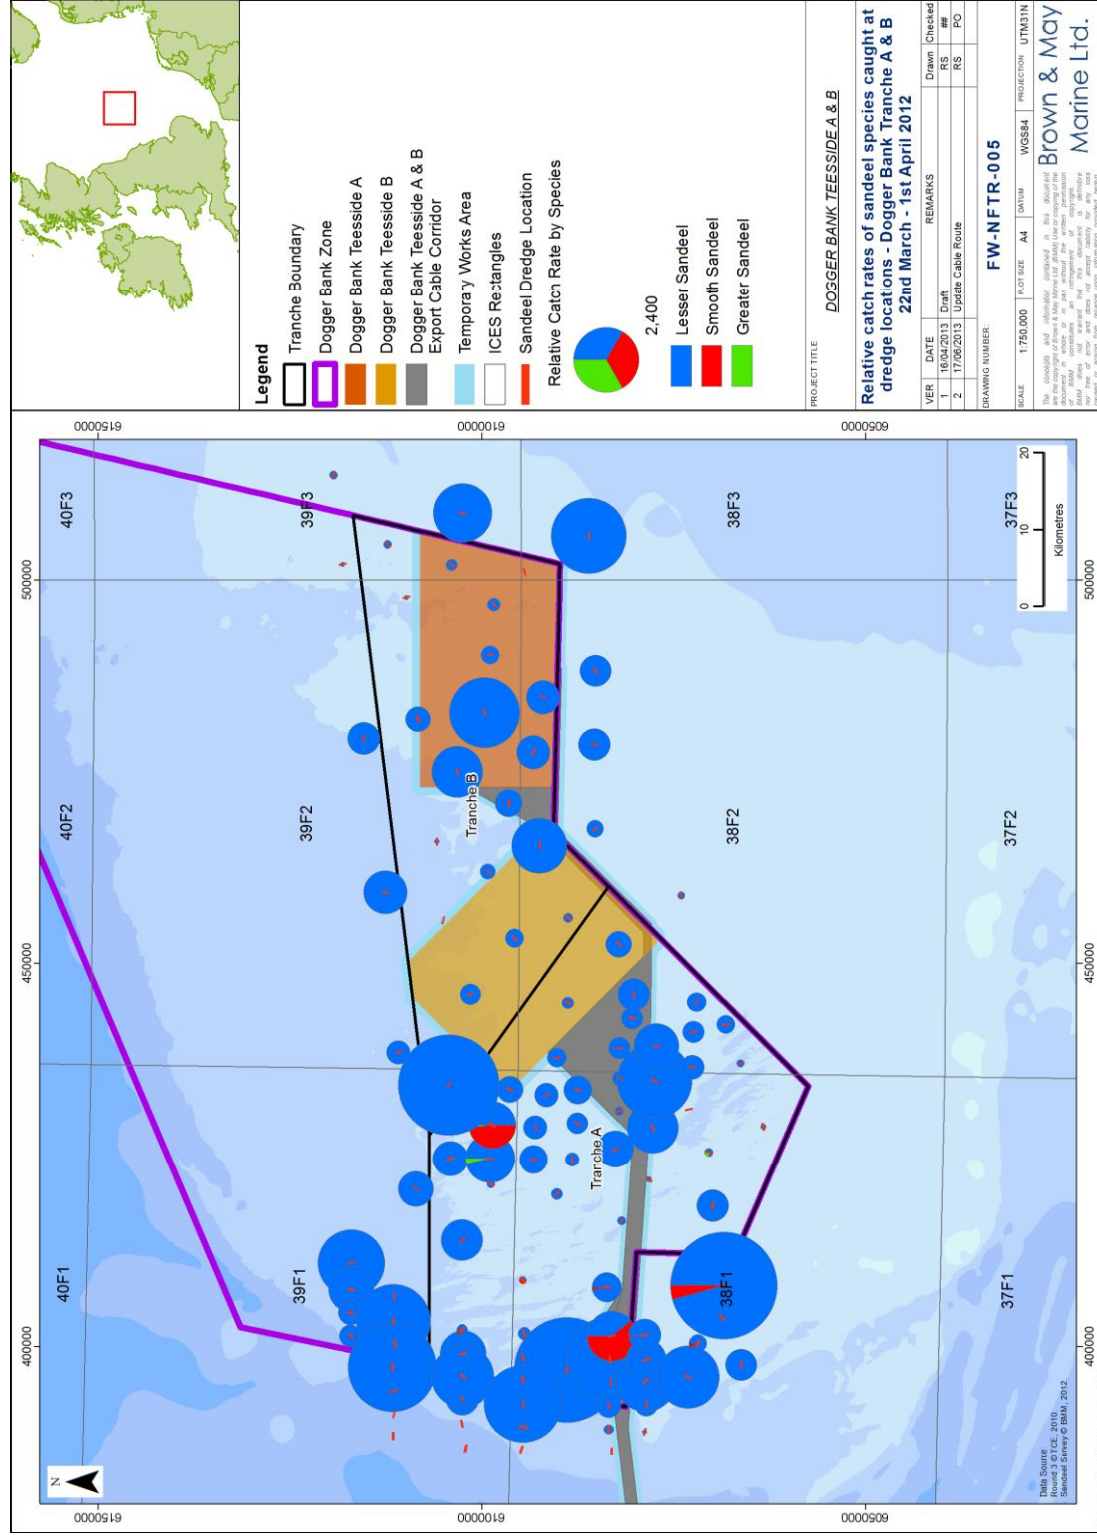 Legend
Tranche Boundary
Dogger Bank Zone
Dogger Bank Teesside A
Dogger Bank Teesside B
Dogger Bank Teesside A & B
Export Cable Corridor
Temporary Works Area
ICES Rectangles
Sandeel Dredge Location
Relative Catch Rate by Species
2,400
Lesser Sandeel
Smooth Sandeel
Greater Sandeel
PROJECT TITLE
DOGER BANK TEESSIDE A & B
Relative catch rates of sandeel species caught at
dredge locations - Dogger Bank Tranche A & B
22nd March - 1st April 2012
VER DATE REMARKS Drawn Checked
1 16/04/2013 Draft RS ##
2 17/06/2013 Update Cable Route RS PO
DRAWING NUMBER:
FW-NFTR-005
SCALE 1:750,000 PLOT SIZE A4 DATUM WGS84 PROJECTION UTM31N
Brown & May
Marine Ltd.
400000 450000 500000
6150000 6150000
6100000 6100000
6050000 6050000
400000 450000 500000
N
40F1 40F2 40F3
39F1 39F2 39F3
38F1 38F2 38F3
37F1 37F2 37F3
Tranche B
Tranche A
0 10 20
Kilometres
Data Source:
Round 3 © TCE, 2010.
Sandeel Survey © BMM, 2012.